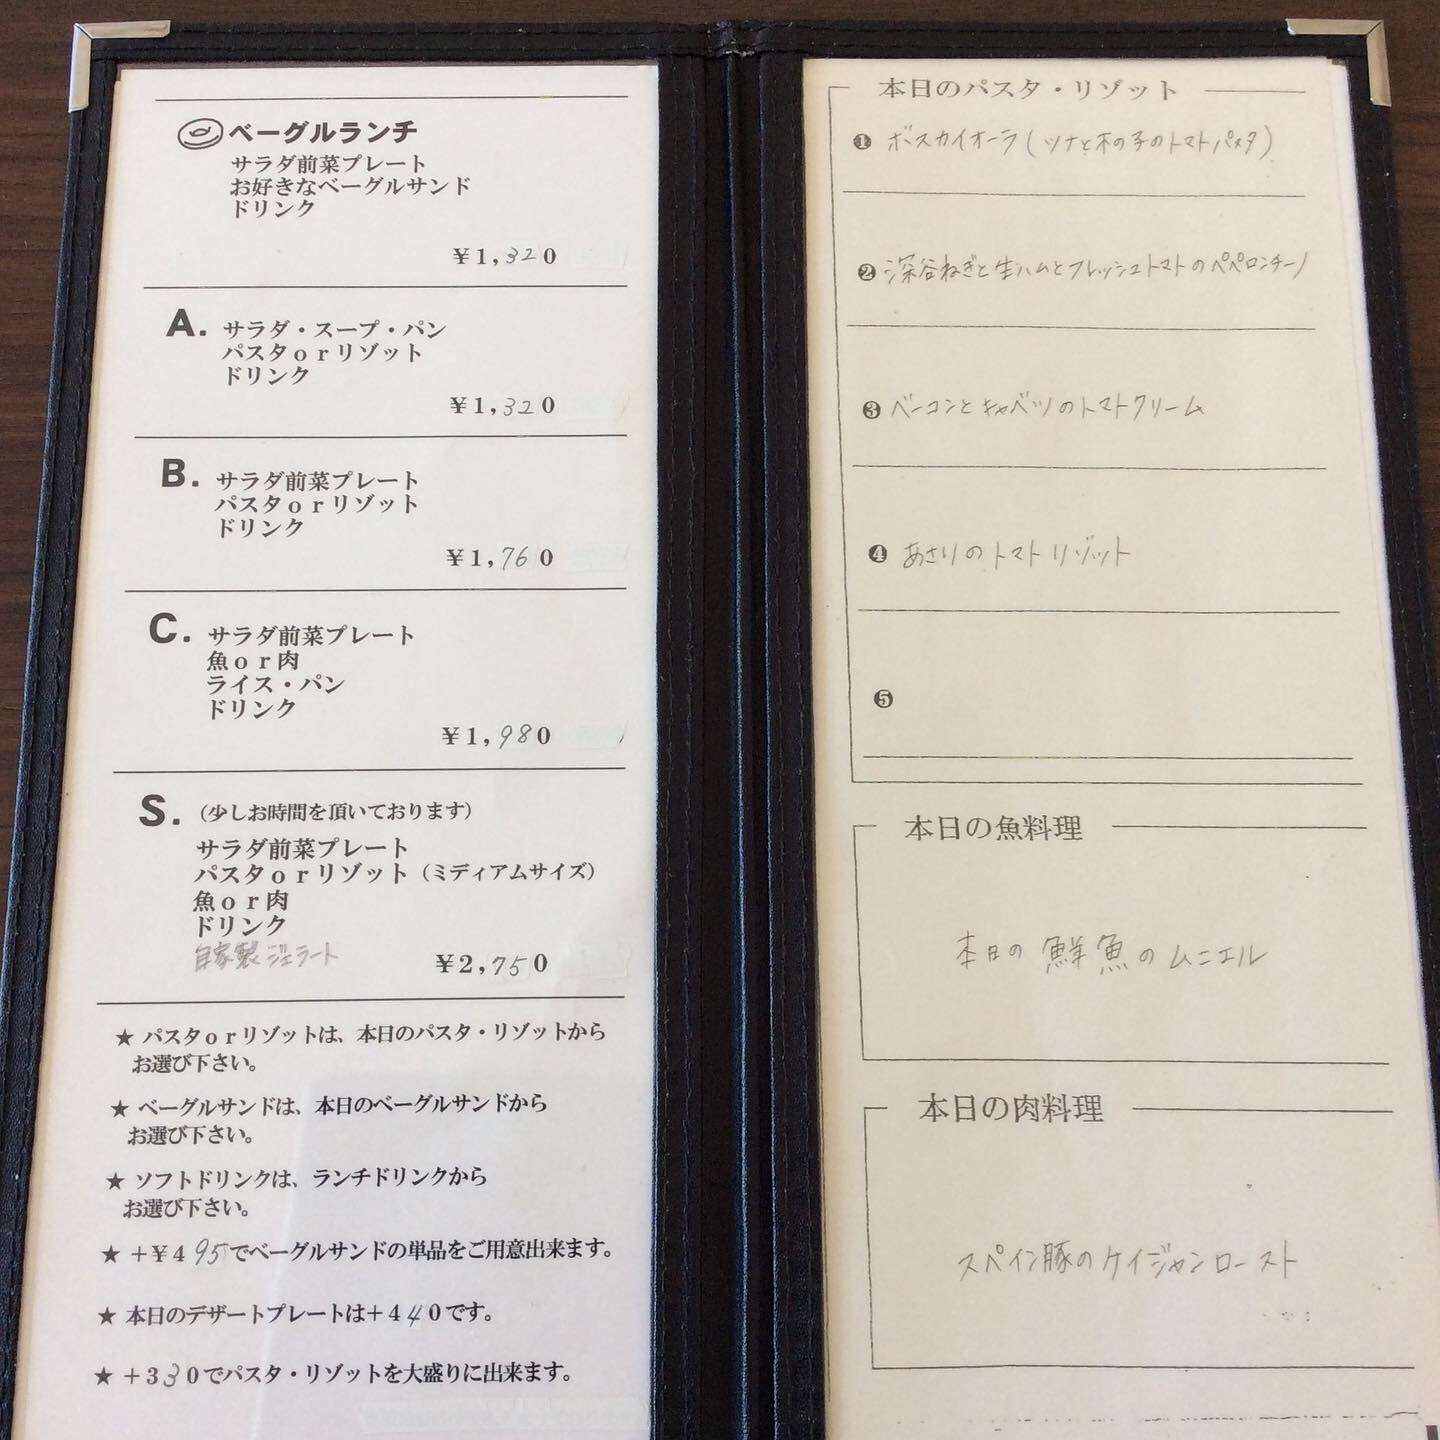 ベーグルランチ
サラダ前菜プレート
お好きなベーグルサンド
ドリンク
¥1,320
A. サラダ・スープ・パン
パスタorリゾット
ドリンク
¥1,320
B. サラダ前菜プレート
パスタorリゾット
ドリンク
¥1,760
C. サラダ前菜プレート
魚or肉
ライス・パン
ドリンク
¥1,980
S. (少しお時間を頂いております)
サラダ前菜プレート
パスタorリゾット(ミディアムサイズ)
魚or肉
ドリンク
自家製ジェラート
¥2,750
★ パスタorリゾットは、本日のパスタ・リゾットから
お選び下さい。
★ ベーグルサンドは、本日のベーグルサンドから
お選び下さい。
★ ソフトドリンクは、ランチドリンクから
お選び下さい。
★ +¥495でベーグルサンドの単品をご用意出来ます。
★ 本日のデザートプレートは+440です。
★ +330でパスタ・リゾットを大盛りに出来ます。
本日のパスタ・リゾット
❶ ボスカイオーラ(ツナと木の子のトマトパスタ)
❷ 深谷ねぎと生ハムとフレッシュトマトのペペロンチーノ
❸ ベーコンとキャベツのトマトクリーム
❹ あさりのトマトリゾット
❺
本日の魚料理
本日の鮮魚のムニエル
本日の肉料理
スペイン豚のケイジャンロースト